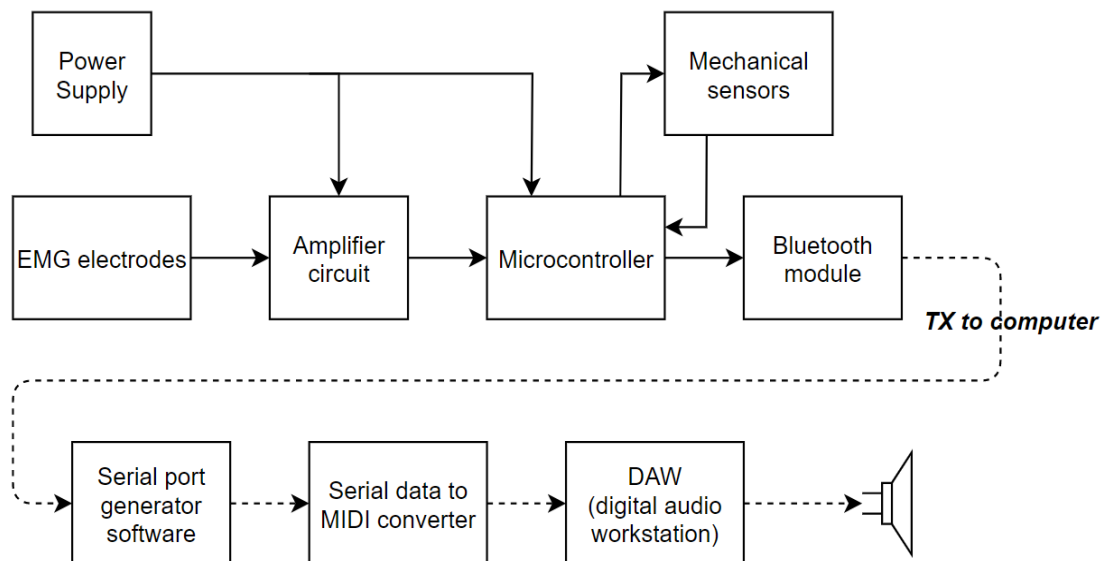 Power
Supply
Mechanical
sensors
EMG electrodes
Amplifier
circuit
Microcontroller
Bluetooth
module
TX to computer
Serial port
generator
software
Serial data to
MIDI converter
DAW
(digital audio
workstation)